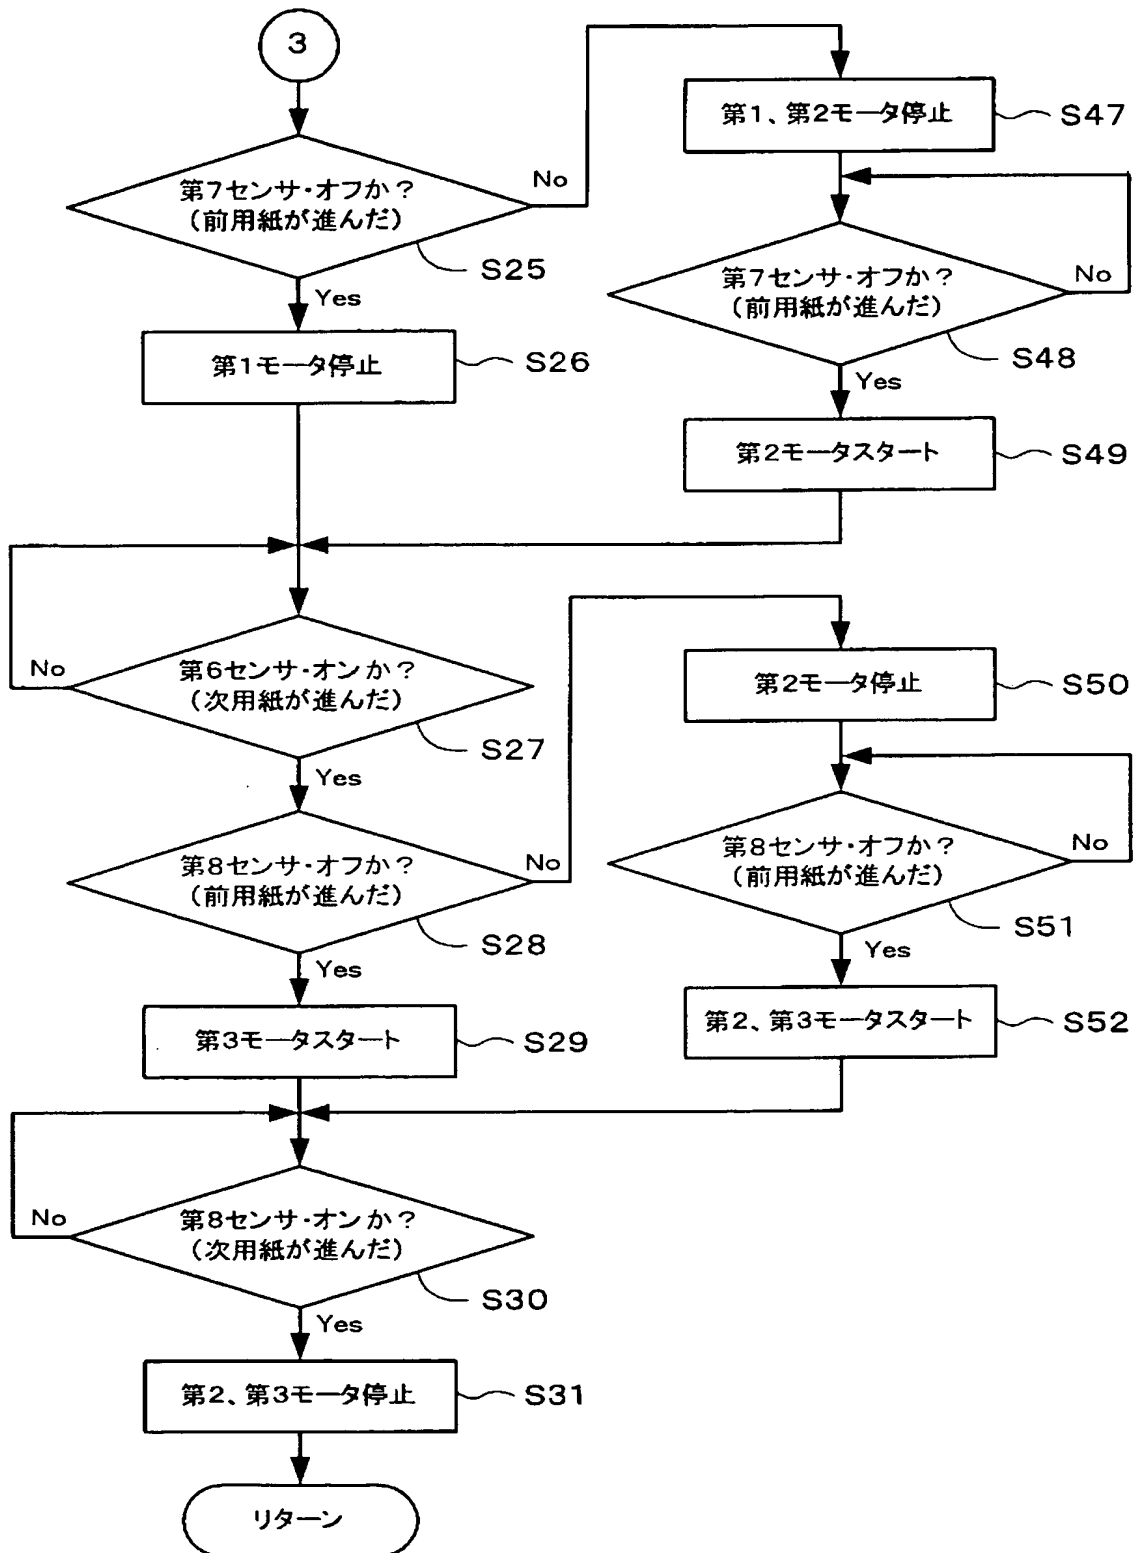 3
第1、第2モータ停止
S47
第7センサ・オフか？
(前用紙が進んだ)
No
S25
Yes
第7センサ・オフか？
(前用紙が進んだ)
No
S48
Yes
第1モータ停止
S26
第2モータスタート
S49
第6センサ・オンか？
(次用紙が進んだ)
No
S27
Yes
第2モータ停止
S50
第8センサ・オフか？
(前用紙が進んだ)
No
S28
Yes
第8センサ・オフか？
(前用紙が進んだ)
No
S51
Yes
第3モータスタート
S29
第2、第3モータスタート
S52
第8センサ・オンか？
(次用紙が進んだ)
No
S30
Yes
第2、第3モータ停止
S31
リターン